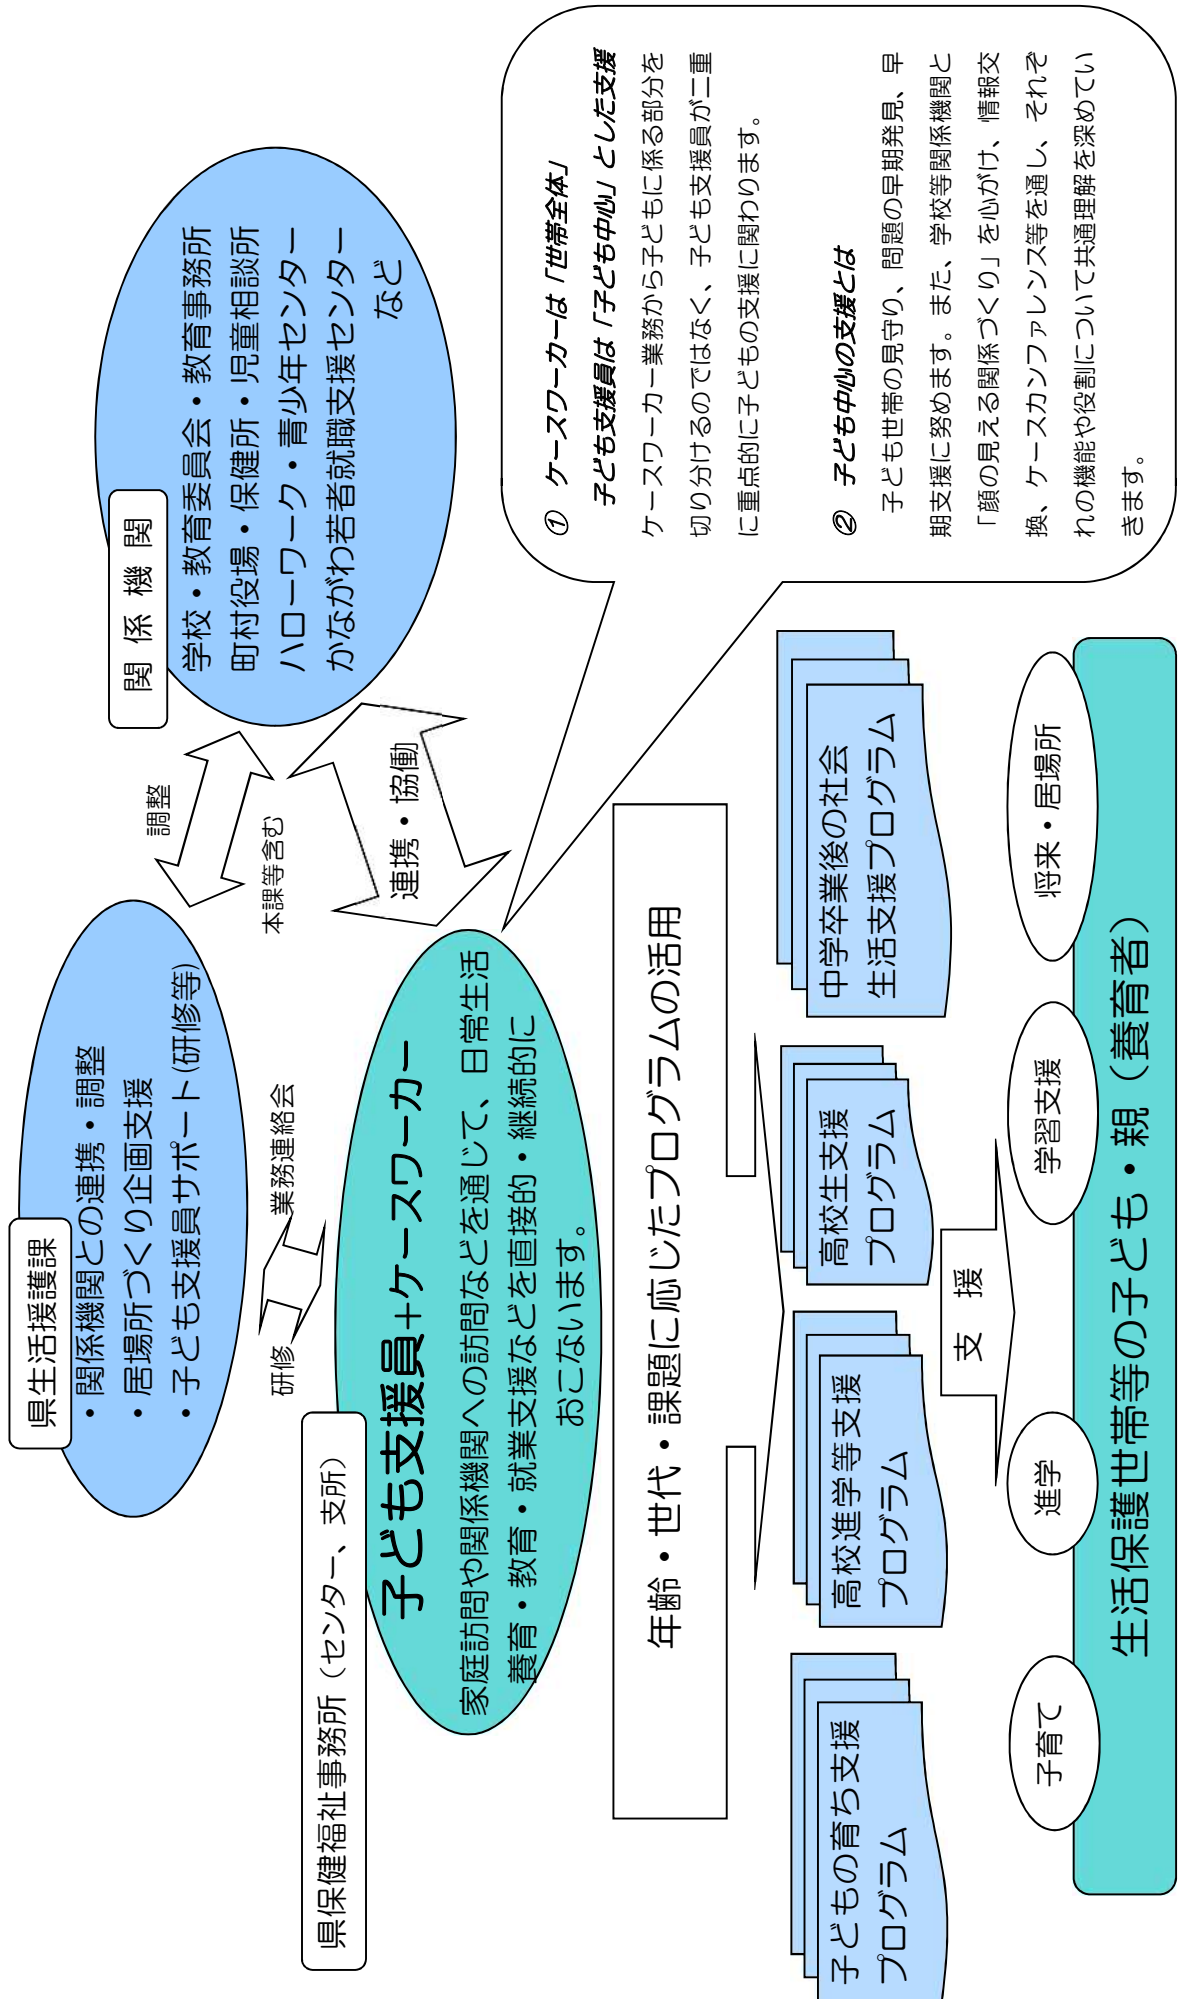 県生活援護課
・関係機関との連携・調整
・居場所づくり企画支援
・子ども支援員サポート(研修等)
調整
本課等含む
関 係 機 関
学校・教育委員会・教育事務所
町村役場・保健所・児童相談所
ハローワーク・青少年センター
かながわ若者就職支援センター
など
研修
業務連絡会
連携・協働
県保健福祉事務所（センター、支所）
子ども支援員+ケースワーカー
家庭訪問や関係機関への訪問などを通じて、日常生活
養育・教育・就業支援などを直接的・継続的に
おこないます。
① ケースワーカーは「世帯全体」
子ども支援員は「子ども中心」とした支援
ケースワーカー業務から子どもに係る部分を
切り分けるのではなく、子ども支援員が二重
に重点的に子どもの支援に関わります。
② 子ども中心の支援とは
子ども世帯の見守り、問題の早期発見、早
期支援に努めます。また、学校等関係機関と
「顔の見える関係づくり」を心がけ、情報交
換、ケースカンファレンス等を通し、それぞ
れの機能や役割について共通理解を深めてい
きます。
年齢・世代・課題に応じたプログラムの活用
子どもの育ち支援
プログラム
高校進学等支援
プログラム
高校生支援
プログラム
中学卒業後の社会
生活支援プログラム
支 援
子育て
進学
学習支援
将来・居場所
生活保護世帯等の子ども・親（養育者）